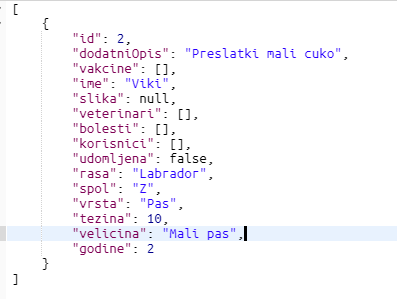 [
{
"id": 2,
"dodatniOpis": "Preslatki mali cuko",
"vakcine": [],
"ime": "Viki",
"slika": null,
"veterinari": [],
"bolesti": [],
"korisnici": [],
"udomljena": false,
"rasa": "Labrador",
"spol": "Z",
"vrsta": "Pas",
"tezina": 10,
"velicina": "Mali pas",
"godine": 2
}
]